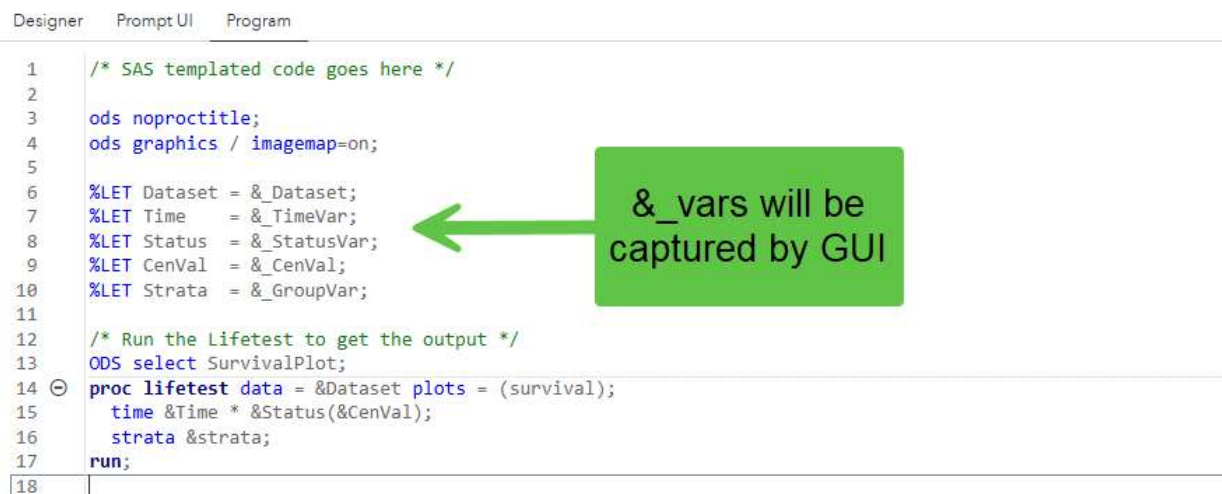 Designer Prompt UI Program
1 /* SAS templated code goes here */
2
3 ods noproctitle;
4 ods graphics / imagemap=on;
5
6 %LET Dataset = &_Dataset;
7 %LET Time    = &_TimeVar;
8 %LET Status  = &_StatusVar;
9 %LET CenVal  = &_CenVal;
10 %LET Strata  = &_GroupVar;
11
12 /* Run the Lifetest to get the output */
13 ODS select SurvivalPlot;
14 proc lifetest data = &Dataset plots = (survival);
15   time &Time * &Status(&CenVal);
16   strata &strata;
17 run;
18
&_vars will be
captured by GUI